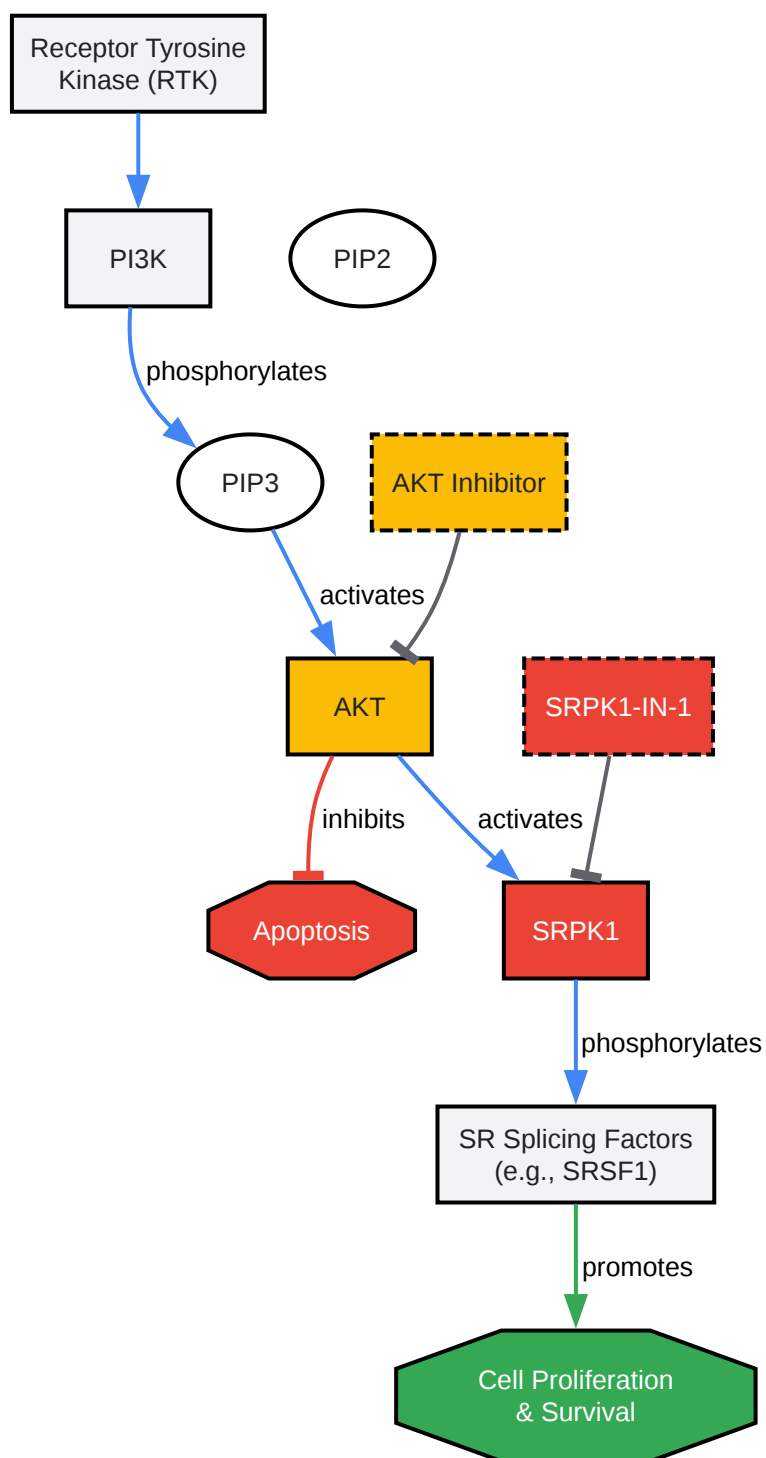 Receptor Tyrosine
Kinase (RTK)
PI3K
PIP2
phosphorylates
PIP3
AKT Inhibitor
activates
AKT
SRPK1-IN-1
inhibits
activates
Apoptosis
SRPK1
phosphorylates
SR Splicing Factors
(e.g., SRSF1)
promotes
Cell Proliferation
& Survival